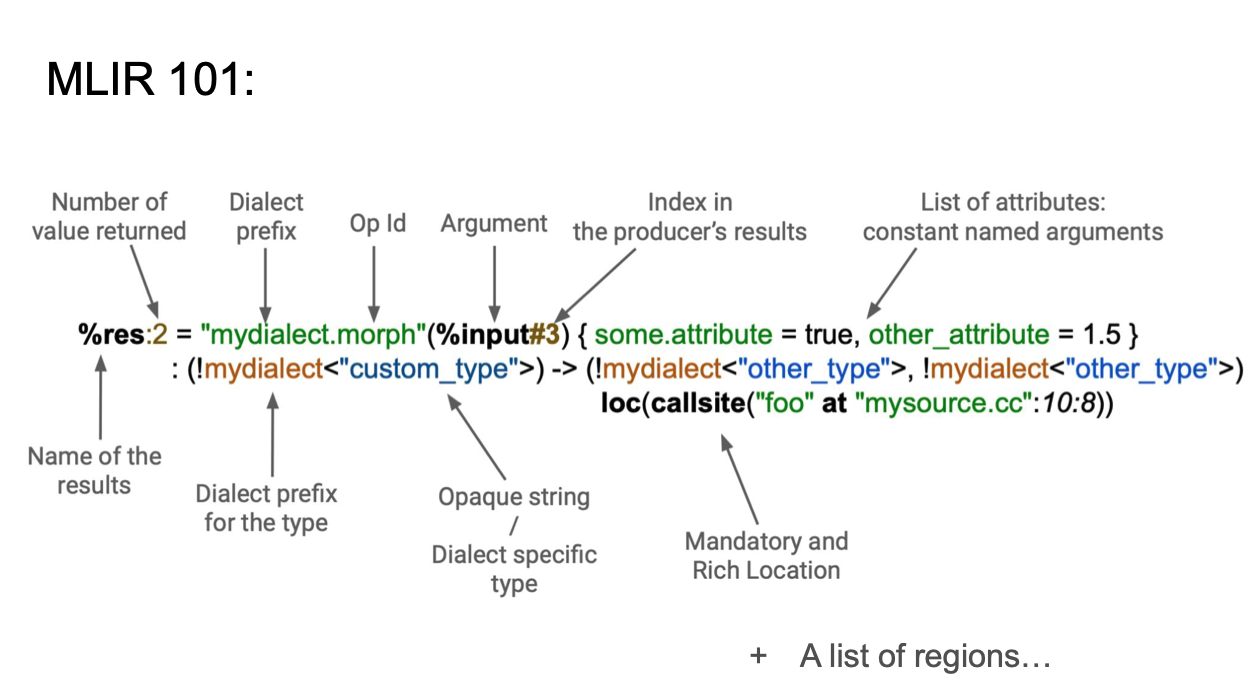 MLIR 101:
Number of
value returned
Dialect
prefix
Op Id
Argument
Index in
the producer's results
List of attributes:
constant named arguments
%res:2 = "mydialect.morph"(%input#3) { some.attribute = true, other_attribute = 1.5 }
: (!mydialect<"custom_type">) -> (!mydialect<"other_type">, !mydialect<"other_type">)
loc(callsite("foo" at "mysource.cc":10:8))
Name of the
results
Dialect prefix
for the type
Opaque string
/
Dialect specific
type
Mandatory and
Rich Location
+ A list of regions…